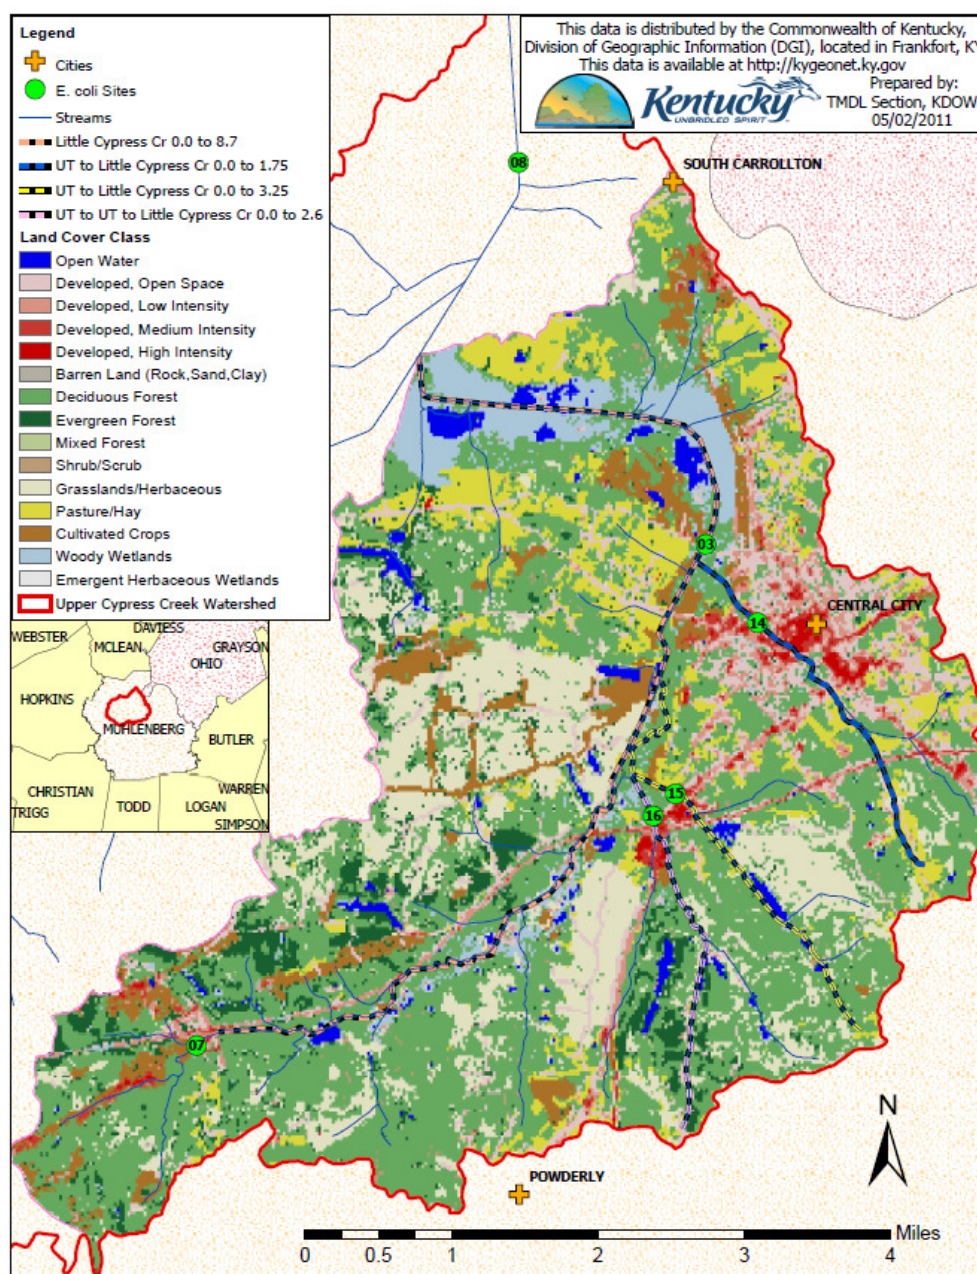 Legend
Cities
E. coli Sites
Streams
Little Cypress Cr 0.0 to 8.7
UT to Little Cypress Cr 0.0 to 1.75
UT to Little Cypress Cr 0.0 to 3.25
UT to UT to Little Cypress Cr 0.0 to 2.6
Land Cover Class
Open Water
Developed, Open Space
Developed, Low Intensity
Developed, Medium Intensity
Developed, High Intensity
Barren Land (Rock,Sand,Clay)
Deciduous Forest
Evergreen Forest
Mixed Forest
Shrub/Scrub
Grasslands/Herbaceous
Pasture/Hay
Cultivated Crops
Woody Wetlands
Emergent Herbaceous Wetlands
Upper Cypress Creek Watershed
This data is distributed by the Commonwealth of Kentucky,
Division of Geographic Information (DGI), located in Frankfort, KY
This data is available at http://kygeonet.ky.gov
Kentucky
UNBRIDLED SPIRIT
Prepared by:
TMDL Section, KDOW
05/02/2011
08
SOUTH CARROLLTON
03
14
CENTRAL CITY
15
16
07
POWDERLY
WEBSTER
DAVIESS
MCLEAN
GRAYSON
OHIO
HOPKINS
MUHLENBERG
BUTLER
CHRISTIAN
WARREN
TRIGG
TODD
LOGAN
SIMPSON
N
Miles
0 0.5 1 2 3 4